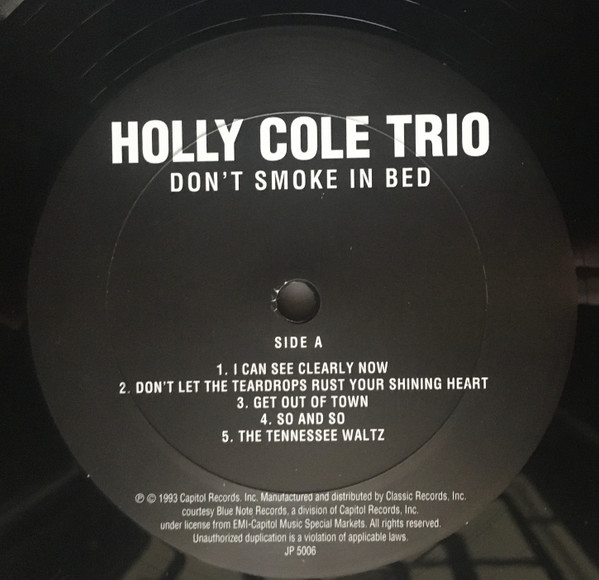 HOLLY COLE TRIO
DON'T SMOKE IN BED
SIDE A
1. I CAN SEE CLEARLY NOW
2. DON'T LET THE TEARDROPS RUST YOUR SHINING HEART
3. GET OUT OF TOWN
4. SO AND SO
5. THE TENNESSEE WALTZ
℗ © 1993 Capitol Records, Inc. Manufactured and distributed by Classic Records, Inc.
courtesy Blue Note Records, a division of Capitol Records, Inc.
under license from EMI-Capitol Music Special Markets. All rights reserved.
Unauthorized duplication is a violation of applicable laws.
JP 5006